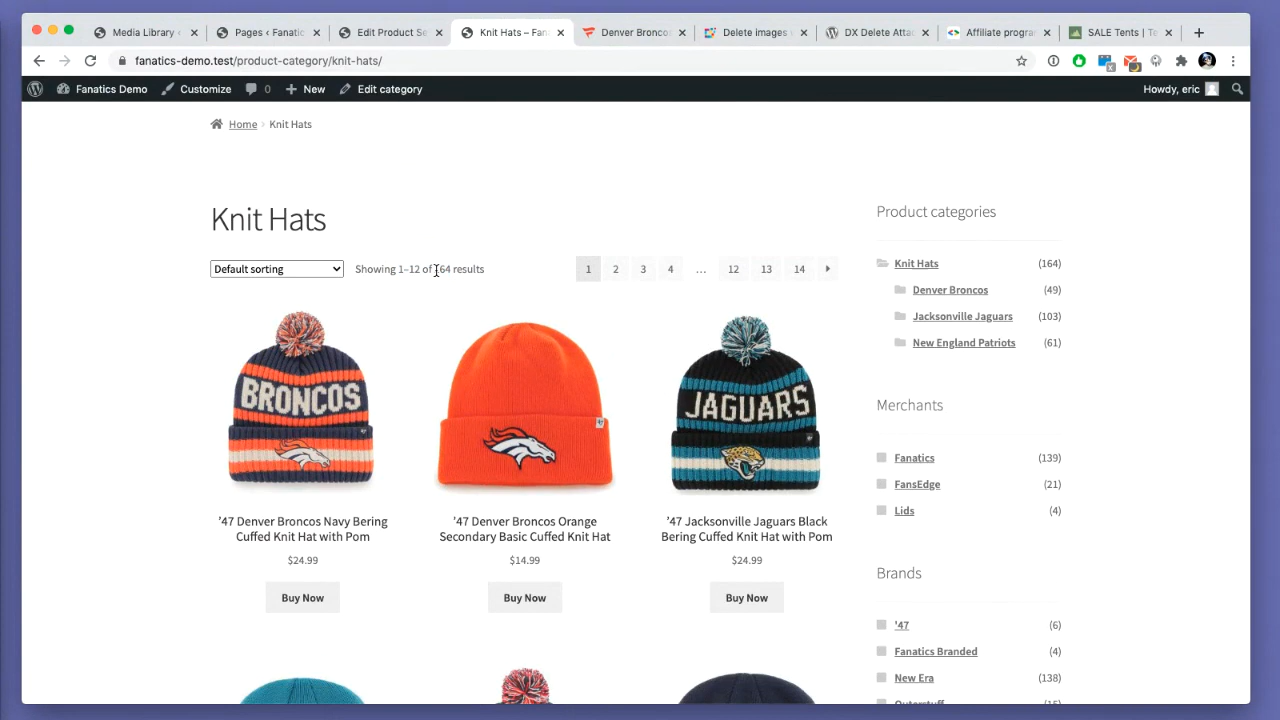 Media Library ‹
Pages ‹ Fanatic
Edit Product Se
Knit Hats – Fan
Denver Bronco
Delete images
DX Delete Attac
Affiliate progra
SALE Tents | Te
fanatics-demo.test/product-category/knit-hats/
Fanatics Demo
Customize
0
New
Edit category
Howdy, eric
Home › Knit Hats
Knit Hats
Default sorting
Showing 1–12 of 164 results
1 2 3 4 … 12 13 14
BRONCOS
JAGUARS
'47 Denver Broncos Navy Bering
Cuffed Knit Hat with Pom
$24.99
Buy Now
'47 Denver Broncos Orange
Secondary Basic Cuffed Knit Hat
$14.99
Buy Now
'47 Jacksonville Jaguars Black
Bering Cuffed Knit Hat with Pom
$24.99
Buy Now
Product categories
Knit Hats (164)
Denver Broncos (49)
Jacksonville Jaguars (103)
New England Patriots (61)
Merchants
Fanatics (139)
FansEdge (21)
Lids (4)
Brands
'47 (6)
Fanatics Branded (4)
New Era (138)
Outerstuff (15)